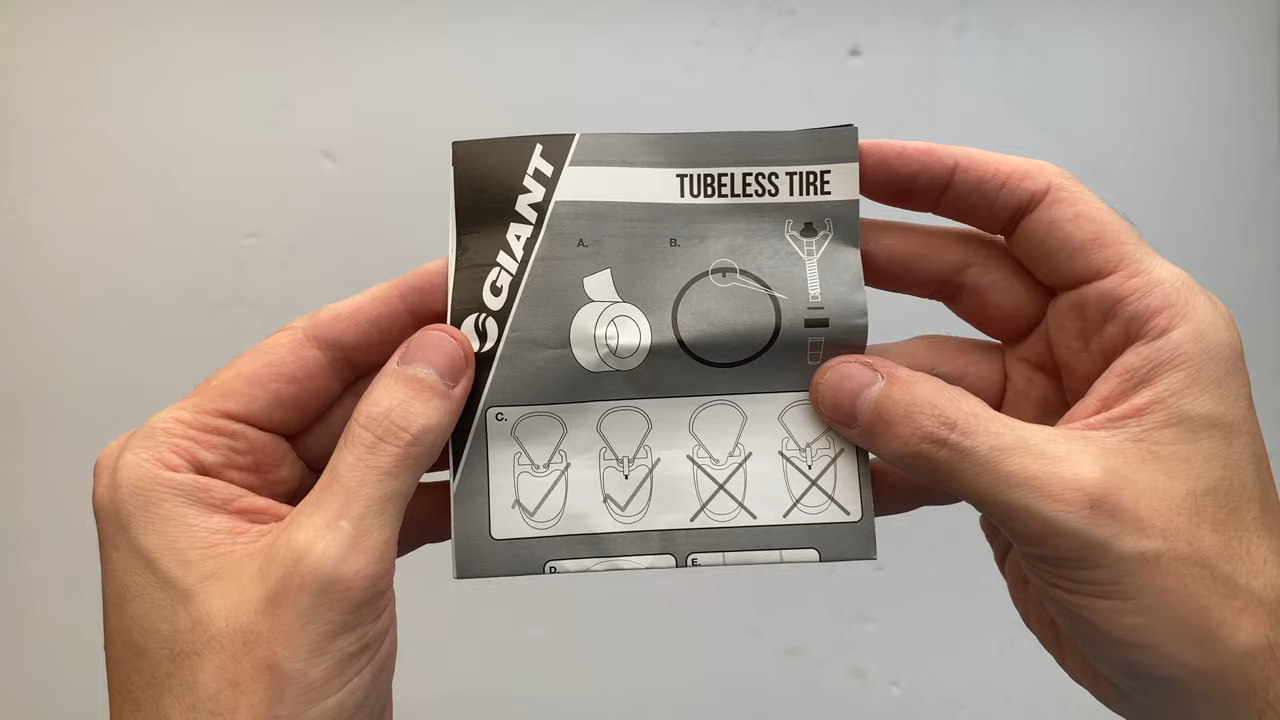 GIANT
TUBELESS TIRE
A.
B.
C.
D.
E.